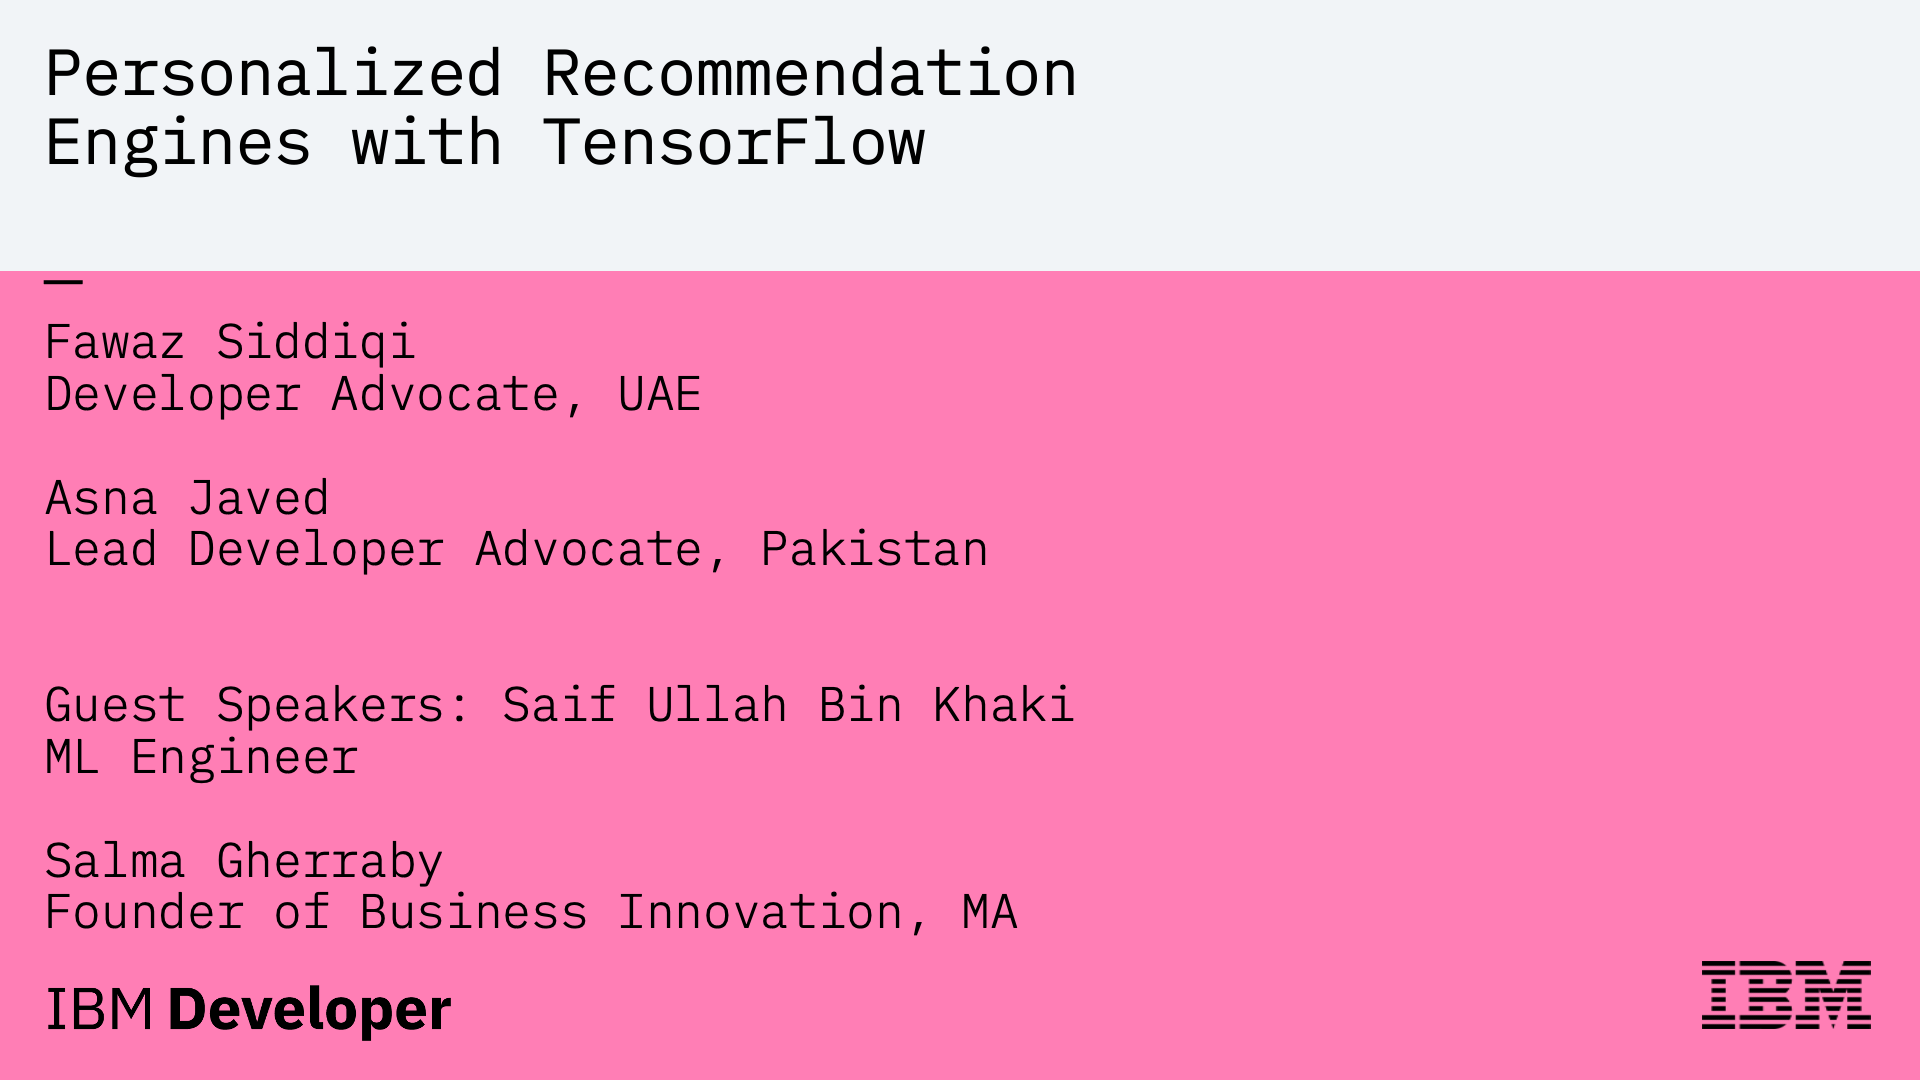 Personalized Recommendation
Engines with TensorFlow
Fawaz Siddiqi
Developer Advocate, UAE
Asna Javed
Lead Developer Advocate, Pakistan
Guest Speakers: Saif Ullah Bin Khaki
ML Engineer
Salma Gherraby
Founder of Business Innovation, MA
IBM Developer
IBM